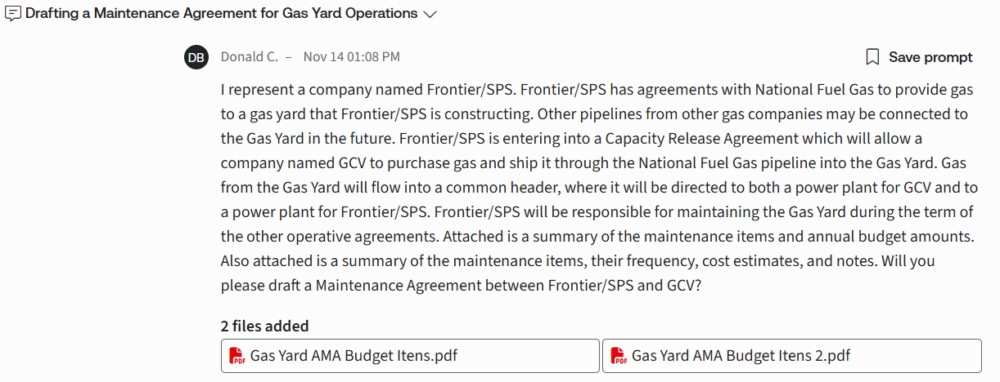 Drafting a Maintenance Agreement for Gas Yard Operations
DB Donald C. – Nov 14 01:08 PM Save prompt
I represent a company named Frontier/SPS. Frontier/SPS has agreements with National Fuel Gas to provide gas
to a gas yard that Frontier/SPS is constructing. Other pipelines from other gas companies may be connected to
the Gas Yard in the future. Frontier/SPS is entering into a Capacity Release Agreement which will allow a
company named GCV to purchase gas and ship it through the National Fuel Gas pipeline into the Gas Yard. Gas
from the Gas Yard will flow into a common header, where it will be directed to both a power plant for GCV and to
a power plant for Frontier/SPS. Frontier/SPS will be responsible for maintaining the Gas Yard during the term of
the other operative agreements. Attached is a summary of the maintenance items and annual budget amounts.
Also attached is a summary of the maintenance items, their frequency, cost estimates, and notes. Will you
please draft a Maintenance Agreement between Frontier/SPS and GCV?
2 files added
PDF Gas Yard AMA Budget Itens.pdf PDF Gas Yard AMA Budget Itens 2.pdf